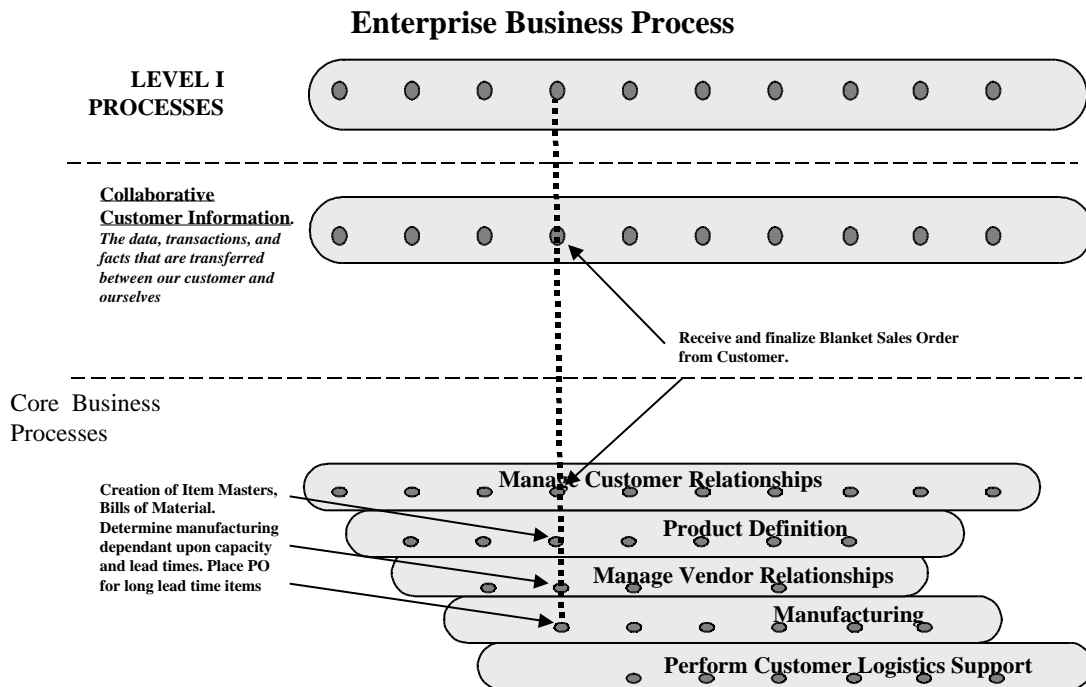 Enterprise Business Process
LEVEL I
PROCESSES
Collaborative
Customer Information.
The data, transactions, and
facts that are transferred
between our customer and
ourselves
Receive and finalize Blanket Sales Order
from Customer.
Core Business
Processes
Manage Customer Relationships
Creation of Item Masters,
Bills of Material.
Determine manufacturing
dependant upon capacity
and lead times. Place PO
for long lead time items
Product Definition
Manage Vendor Relationships
Manufacturing
Perform Customer Logistics Support